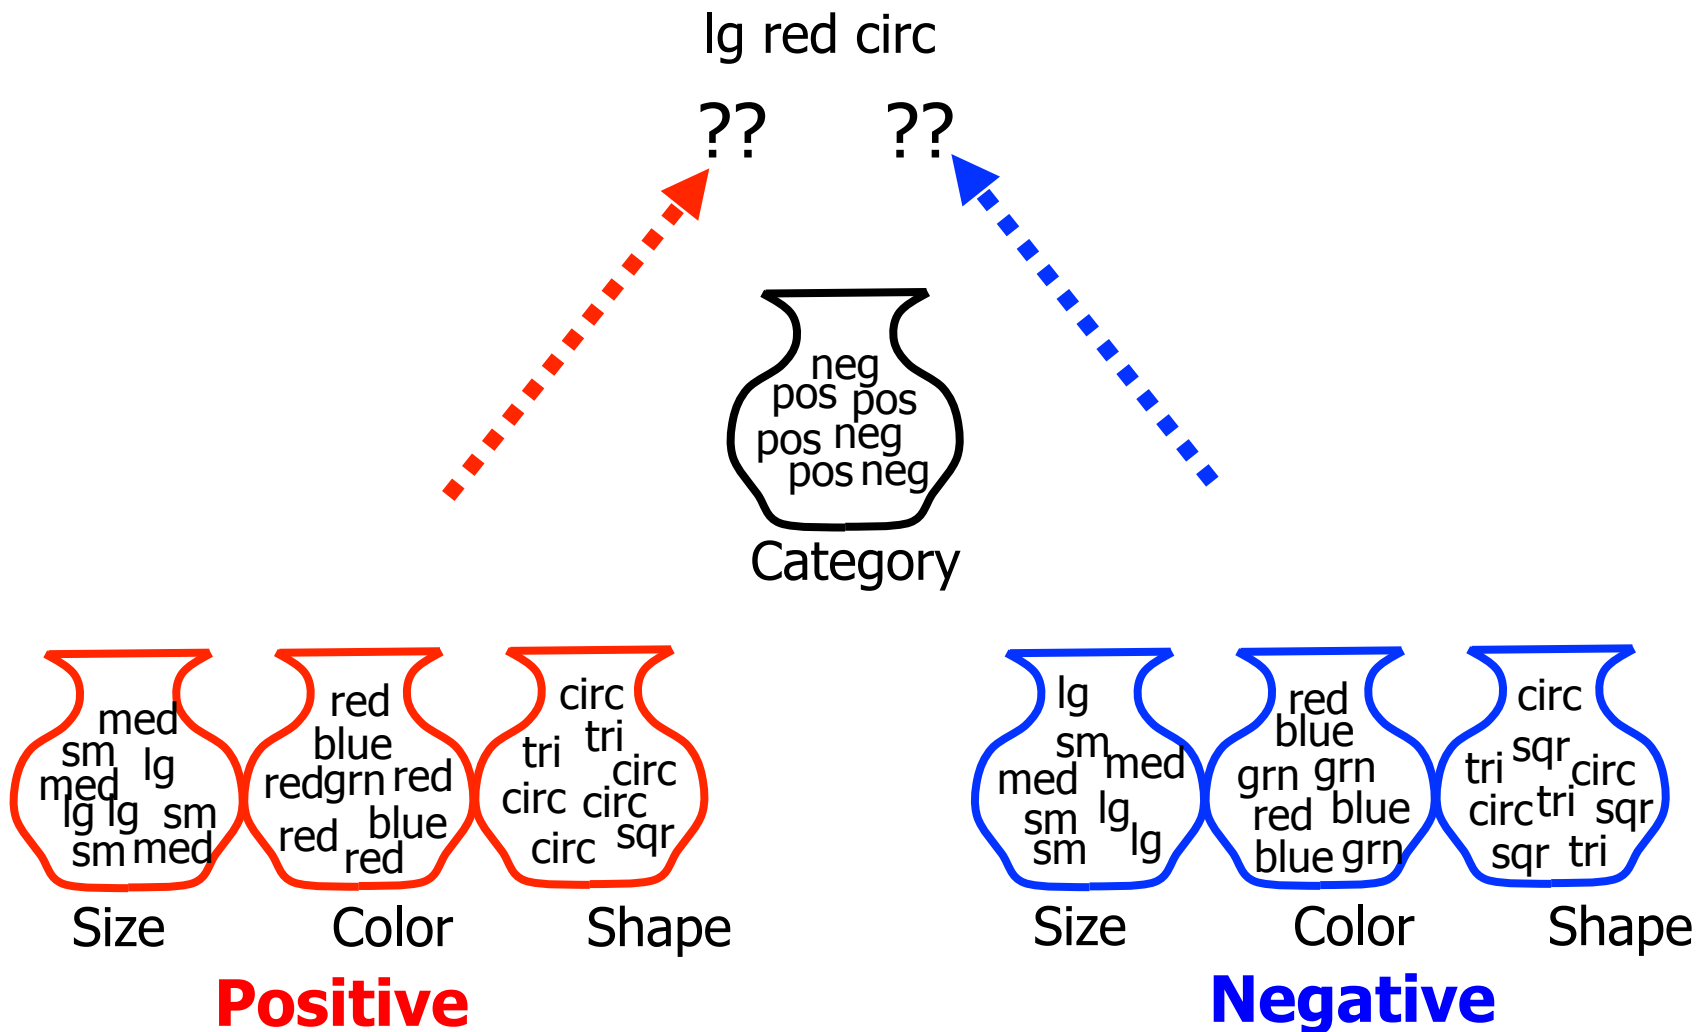 lg red circ
?? ??
neg
pos pos
pos neg
pos neg
Category
med
sm lg
med
lg lg sm
sm med
Size
red
blue
red grn red
red blue
red
Color
circ
tri tri
circ
circ circ
circ sqr
Shape
Positive
lg
sm
med med
sm lg
sm lg
Size
red
blue
grn grn
red blue
blue grn
Color
circ
sqr
tri circ
circ tri sqr
sqr tri
Shape
Negative